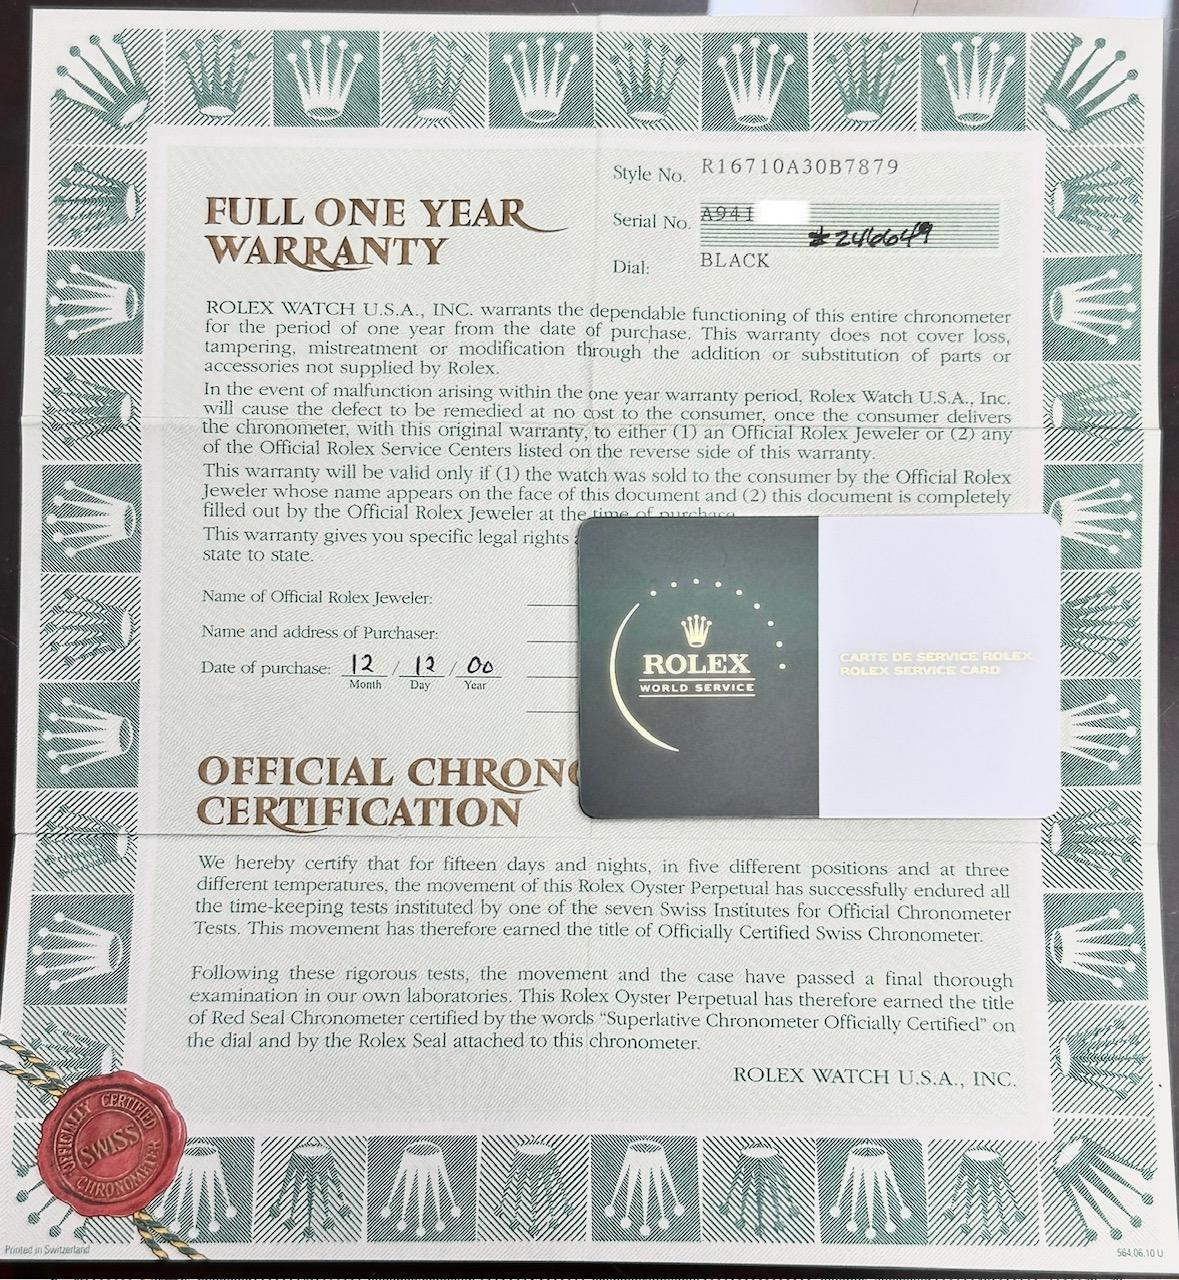 Style No. R16710A30B7879
FULL ONE YEAR
WARRANTY
Serial No. A941
#246649
Dial: BLACK
ROLEX WATCH U.S.A., INC. warrants the dependable functioning of this entire chronometer
for the period of one year from the date of purchase. This warranty does not cover loss,
tampering, mistreatment or modification through the addition or substitution of parts or
accessories not supplied by Rolex.
In the event of malfunction arising within the one year warranty period, Rolex Watch U.S.A., Inc.
will cause the defect to be remedied at no cost to the consumer, once the consumer delivers
the chronometer, with this original warranty, to either (1) an Official Rolex Jeweler or (2) any
of the Official Rolex Service Centers listed on the reverse side of this warranty.
This warranty will be valid only if (1) the watch was sold to the consumer by the Official Rolex
Jeweler whose name appears on the face of this document and (2) this document is completely
filled out by the Official Rolex Jeweler at the time of purchase
This warranty gives you specific legal rights
state to state.
Name of Official Rolex Jeweler:
Name and address of Purchaser:
Date of purchase: 12 / 12 / 00
Month Day Year
ROLEX
WORLD SERVICE
CARTE DE SERVICE ROLEX
ROLEX SERVICE CARD
OFFICIAL CHRONO
CERTIFICATION
We hereby certify that for fifteen days and nights, in five different positions and at three
different temperatures, the movement of this Rolex Oyster Perpetual has successfully endured all
the time-keeping tests instituted by one of the seven Swiss Institutes for Official Chronometer
Tests. This movement has therefore earned the title of Officially Certified Swiss Chronometer.
Following these rigorous tests, the movement and the case have passed a final thorough
examination in our own laboratories. This Rolex Oyster Perpetual has therefore earned the title
of Red Seal Chronometer certified by the words “Superlative Chronometer Officially Certified” on
the dial and by the Rolex Seal attached to this chronometer.
ROLEX WATCH U.S.A., INC.
OFFICIALLY CERTIFIED
SWISS
CHRONOMETER
Printed in Switzerland
564.06.10 U